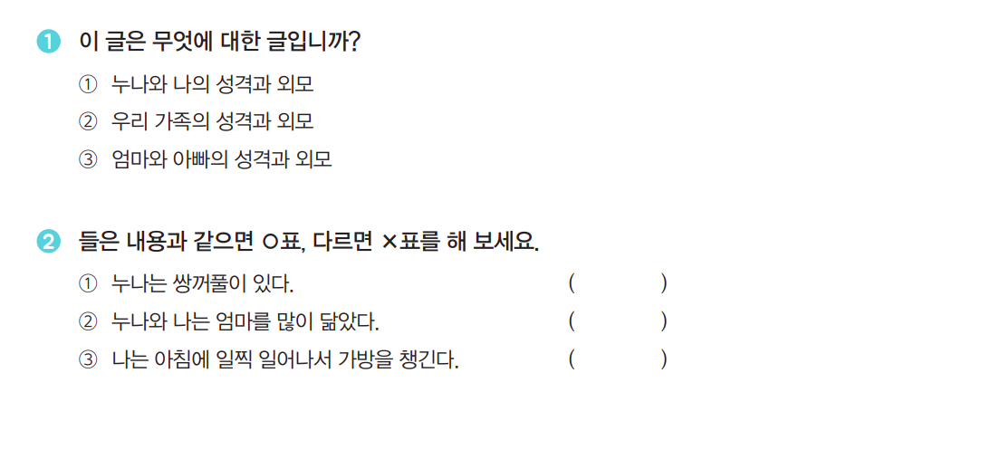 1 이 글은 무엇에 대한 글입니까?
① 누나와 나의 성격과 외모
② 우리 가족의 성격과 외모
③ 엄마와 아빠의 성격과 외모
2 들은 내용과 같으면 ○표, 다르면 ×표를 해 보세요.
① 누나는 쌍꺼풀이 있다. ( )
② 누나와 나는 엄마를 많이 닮았다. ( )
③ 나는 아침에 일찍 일어나서 가방을 챙긴다. ( )